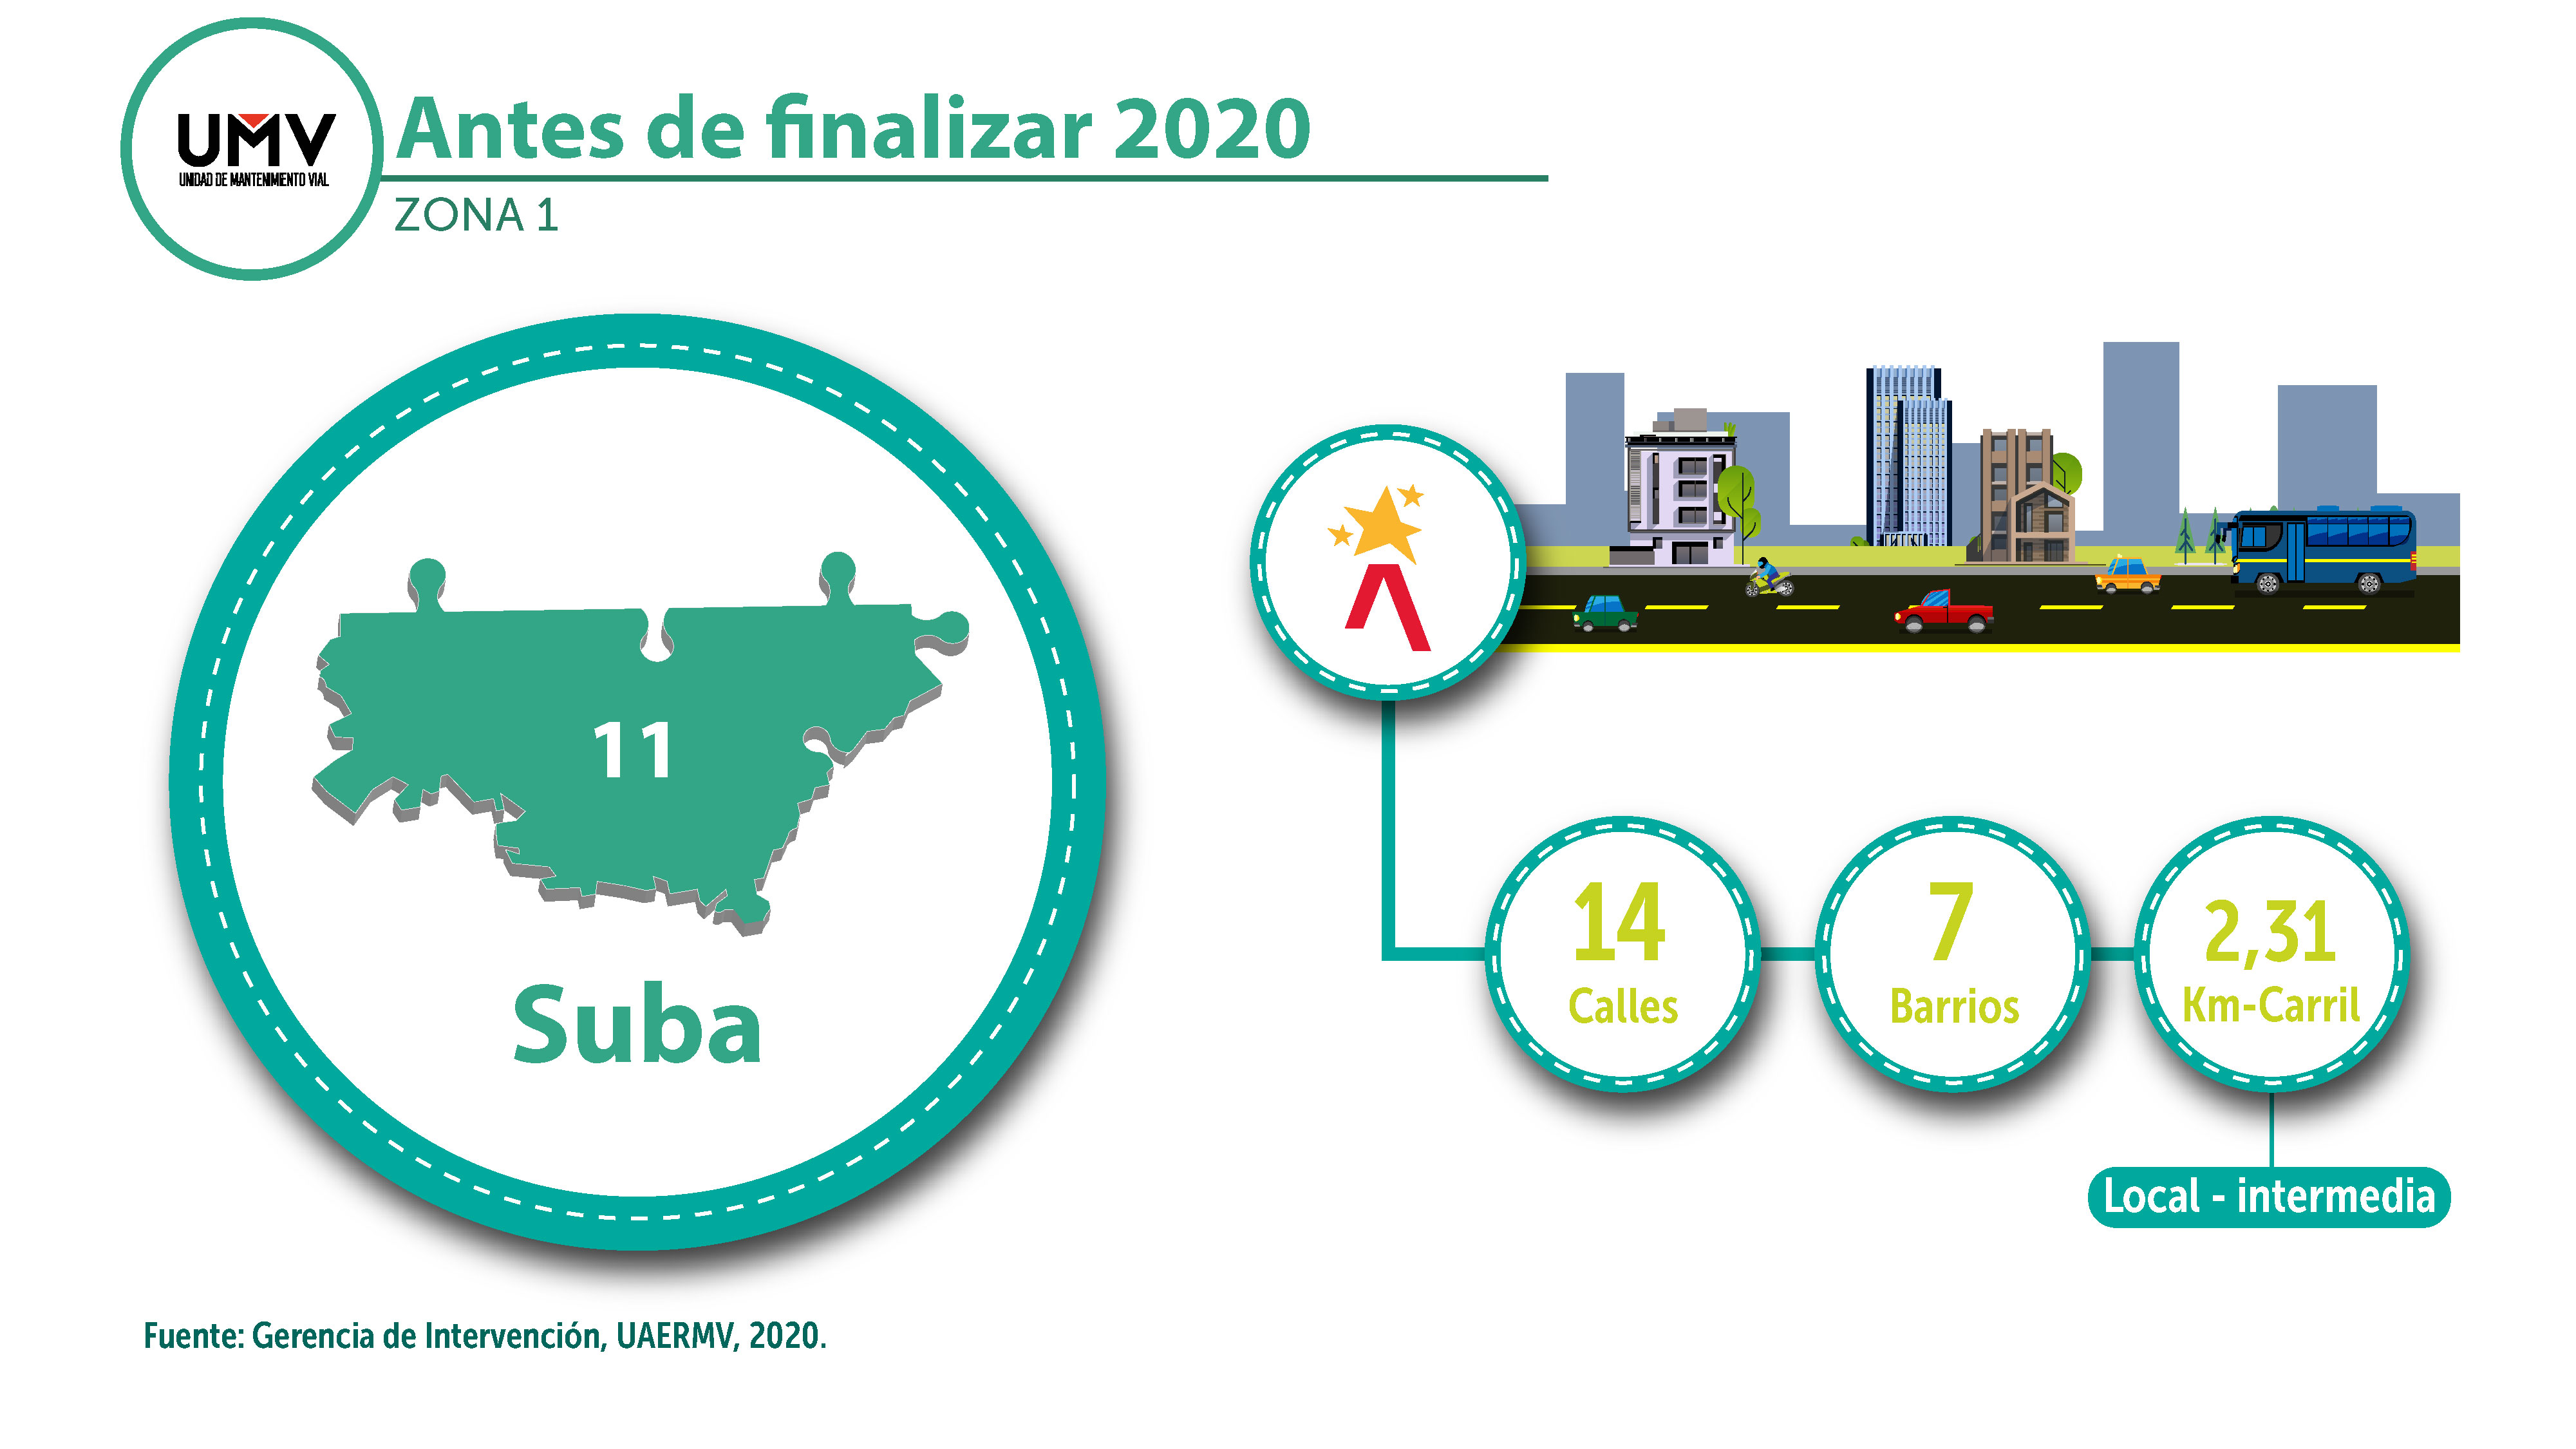 UMV
UNIDAD DE MANTENIMIENTO VIAL
Antes de finalizar 2020
ZONA 1
11
Suba
14
Calles
7
Barrios
2,31
Km-Carril
Local - intermedia
Fuente: Gerencia de Intervención, UAERMV, 2020.